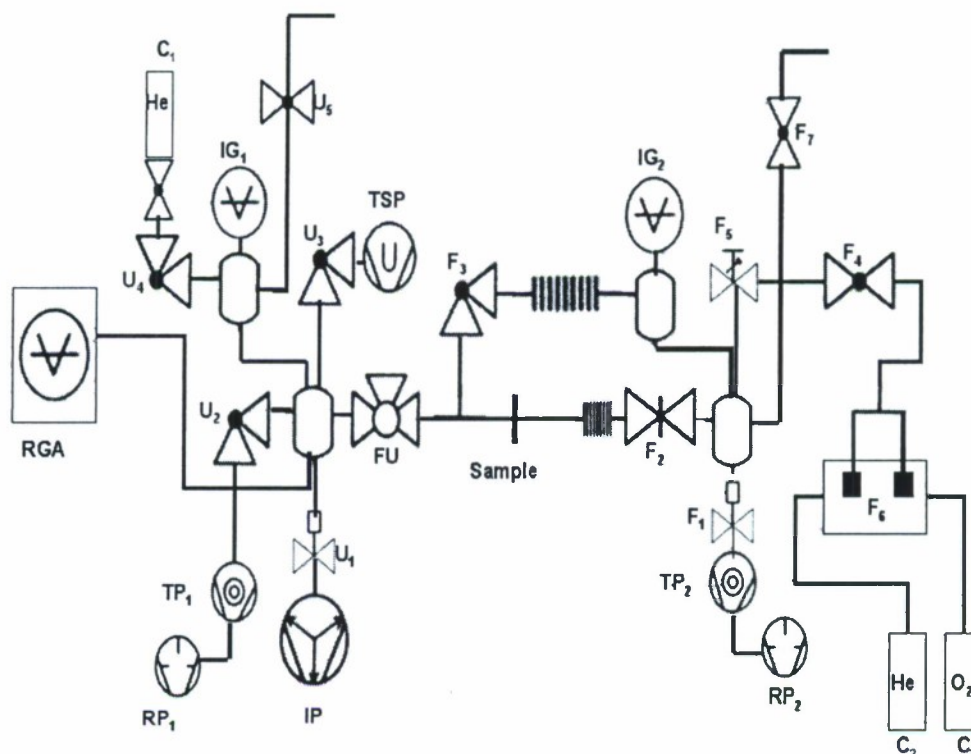 C₁
He
U₅
IG₁
F₇
IG₂
TSP
U₃
U
F₅
F₃
F₄
U₄
U₂
RGA
FU
F₂
Sample
F₆
F₁
U₁
TP₁
TP₂
RP₁
IP
RP₂
He
O₂
C₂
C